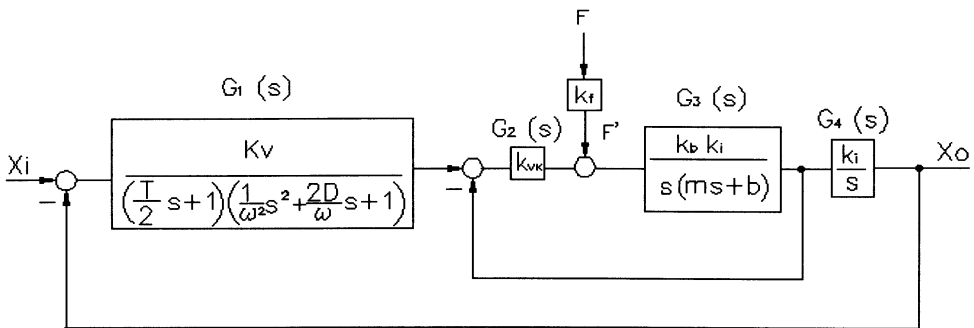 F
G₁ (s)
k_f
G₃ (s)
G₂ (s)
F'
G₄ (s)
Xi
Kv
k_b k_i
k_i
Xo
k_vκ
−
−
s(ms+b)
s
(T/2 s+1)(1/ω² s²+2D/ω s+1)